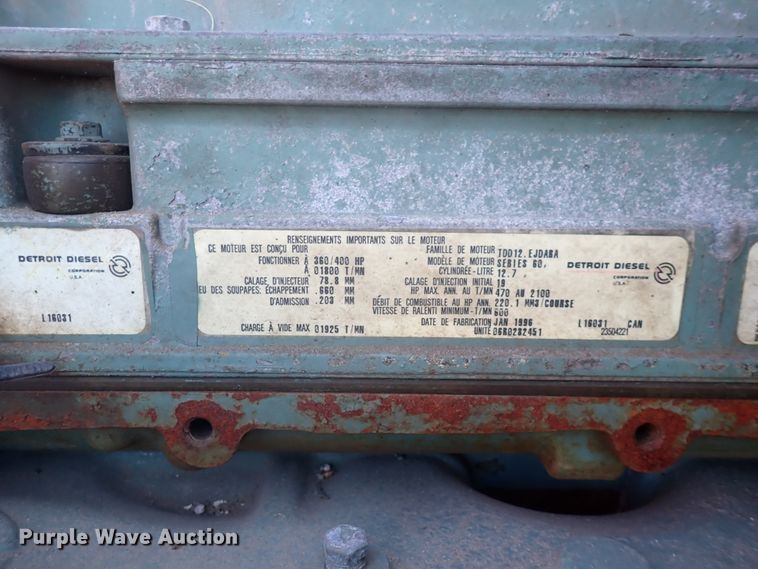 RENSEIGNEMENTS IMPORTANTS SUR LE MOTEUR
CE MOTEUR EST CONÇU POUR
FONCTIONNER À 360/400 HP
À 01800 T/MN
CALAGE D'INJECTEUR 78.8 MM
EU DES SOUPAPES: ÉCHAPPEMENT .660 MM
D'ADMISSION .203 MM
CHARGE À VIDE MAX 01925 T/MN
FAMILLE DE MOTEUR TDD12.EJDABA
MODÈLE DE MOTEUR SERIES 60,
CYLINDRÉE-LITRE 12.7
CALAGE D'INJECTION INITIAL 19
HP MAX. ANN. AU T/MN 470 AU 2100
DÉBIT DE COMBUSTIBLE AU HP ANN. 220.1 MM3/COURSE
VITESSE DE RALENTI MINIMUM-T/MN 600
DATE DE FABRICATION JAN 1996
UNITÉ 06R0282451
DETROIT DIESEL
CORPORATION
U.S.A.
L16031 CAN
23504221
DETROIT DIESEL
CORPORATION
U.S.A.
L16031
Purple Wave Auction